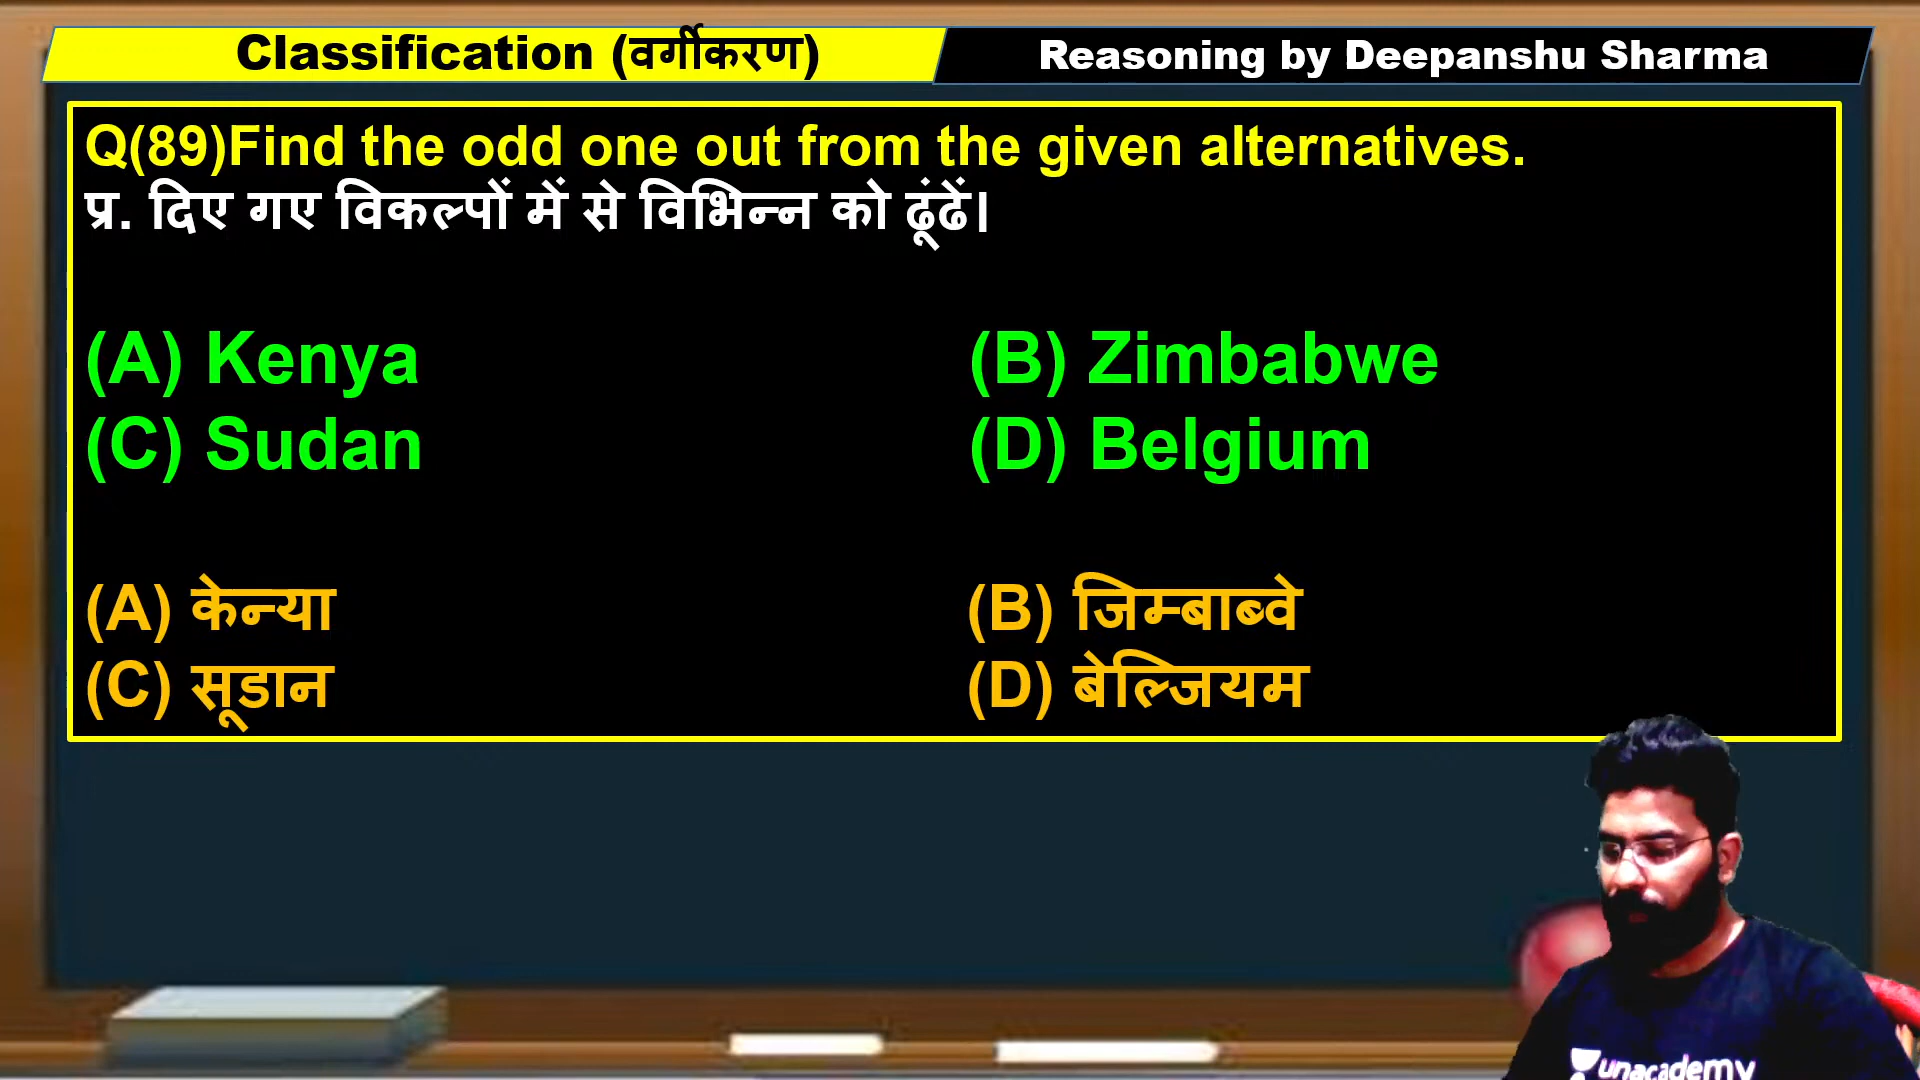 Classification (वर्गीकरण)
Reasoning by Deepanshu Sharma
Q(89)Find the odd one out from the given alternatives.
प्र. दिए गए विकल्पों में से विभिन्न को ढूंढें।
(A) Kenya (B) Zimbabwe
(C) Sudan (D) Belgium
(A) केन्या (B) जिम्बाब्वे
(C) सूडान (D) बेल्जियम
unacademy